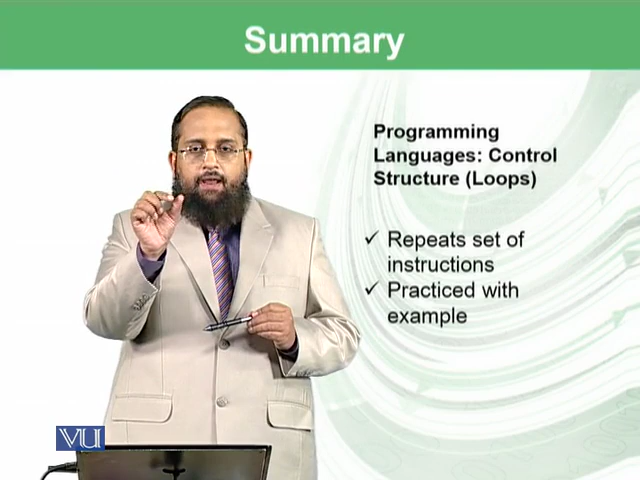 Summary
Programming
Languages: Control
Structure (Loops)
✓ Repeats set of
instructions
✓ Practiced with
example
VU